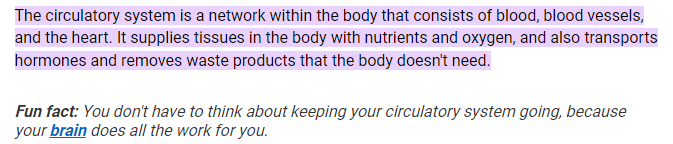 The circulatory system is a network within the body that consists of blood, blood vessels,
and the heart. It supplies tissues in the body with nutrients and oxygen, and also transports
hormones and removes waste products that the body doesn't need.
Fun fact: You don't have to think about keeping your circulatory system going, because
your brain does all the work for you.